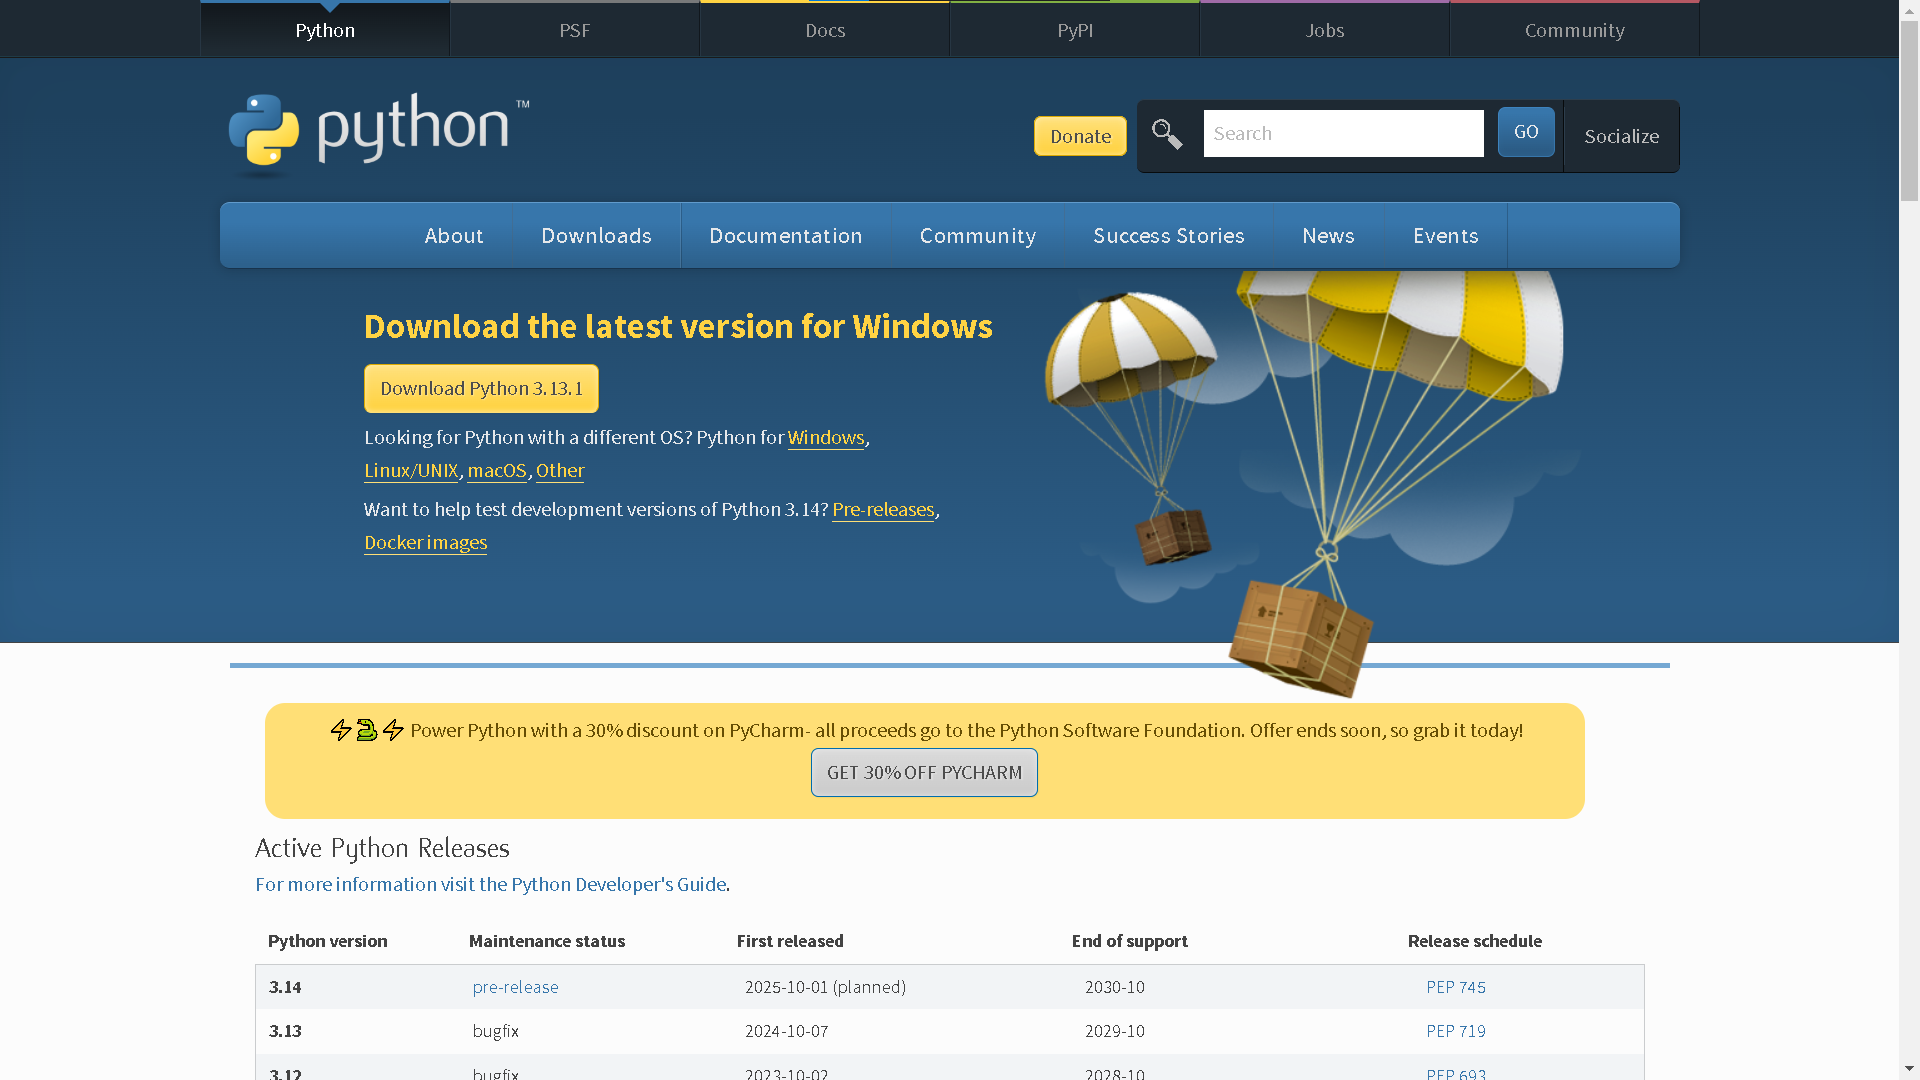 Python
PSF
Docs
PyPI
Jobs
Community
python™
Donate
Search
GO
Socialize
About
Downloads
Documentation
Community
Success Stories
News
Events
Download the latest version for Windows
Download Python 3.13.1
Looking for Python with a different OS? Python for Windows,
Linux/UNIX, macOS, Other
Want to help test development versions of Python 3.14? Pre-releases,
Docker images
Power Python with a 30% discount on PyCharm- all proceeds go to the Python Software Foundation. Offer ends soon, so grab it today!
GET 30% OFF PYCHARM
Active Python Releases
For more information visit the Python Developer's Guide.
Python version Maintenance status First released End of support Release schedule
3.14 pre-release 2025-10-01 (planned) 2030-10 PEP 745
3.13 bugfix 2024-10-07 2029-10 PEP 719
3.12 bugfix 2023-10-02 2028-10 PEP 693